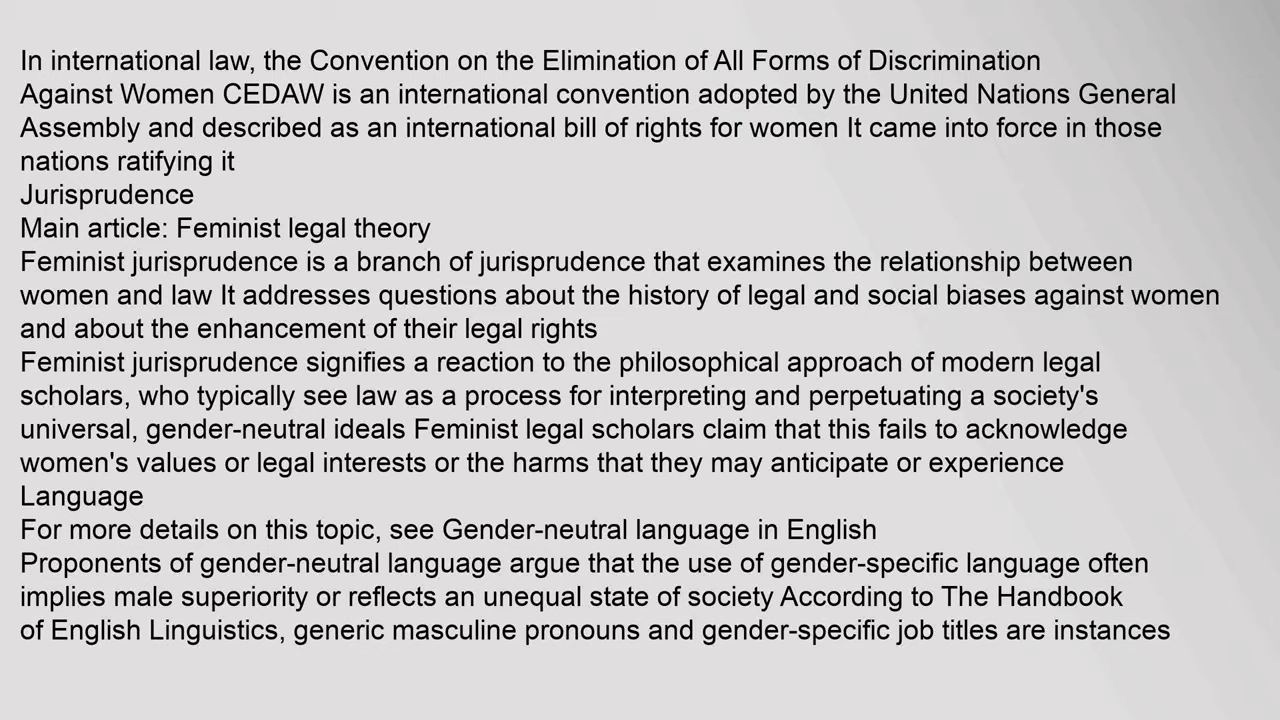 In international law, the Convention on the Elimination of All Forms of Discrimination
Against Women CEDAW is an international convention adopted by the United Nations General
Assembly and described as an international bill of rights for women It came into force in those
nations ratifying it
Jurisprudence
Main article: Feminist legal theory
Feminist jurisprudence is a branch of jurisprudence that examines the relationship between
women and law It addresses questions about the history of legal and social biases against women
and about the enhancement of their legal rights
Feminist jurisprudence signifies a reaction to the philosophical approach of modern legal
scholars, who typically see law as a process for interpreting and perpetuating a society's
universal, gender-neutral ideals Feminist legal scholars claim that this fails to acknowledge
women's values or legal interests or the harms that they may anticipate or experience
Language
For more details on this topic, see Gender-neutral language in English
Proponents of gender-neutral language argue that the use of gender-specific language often
implies male superiority or reflects an unequal state of society According to The Handbook
of English Linguistics, generic masculine pronouns and gender-specific job titles are instances